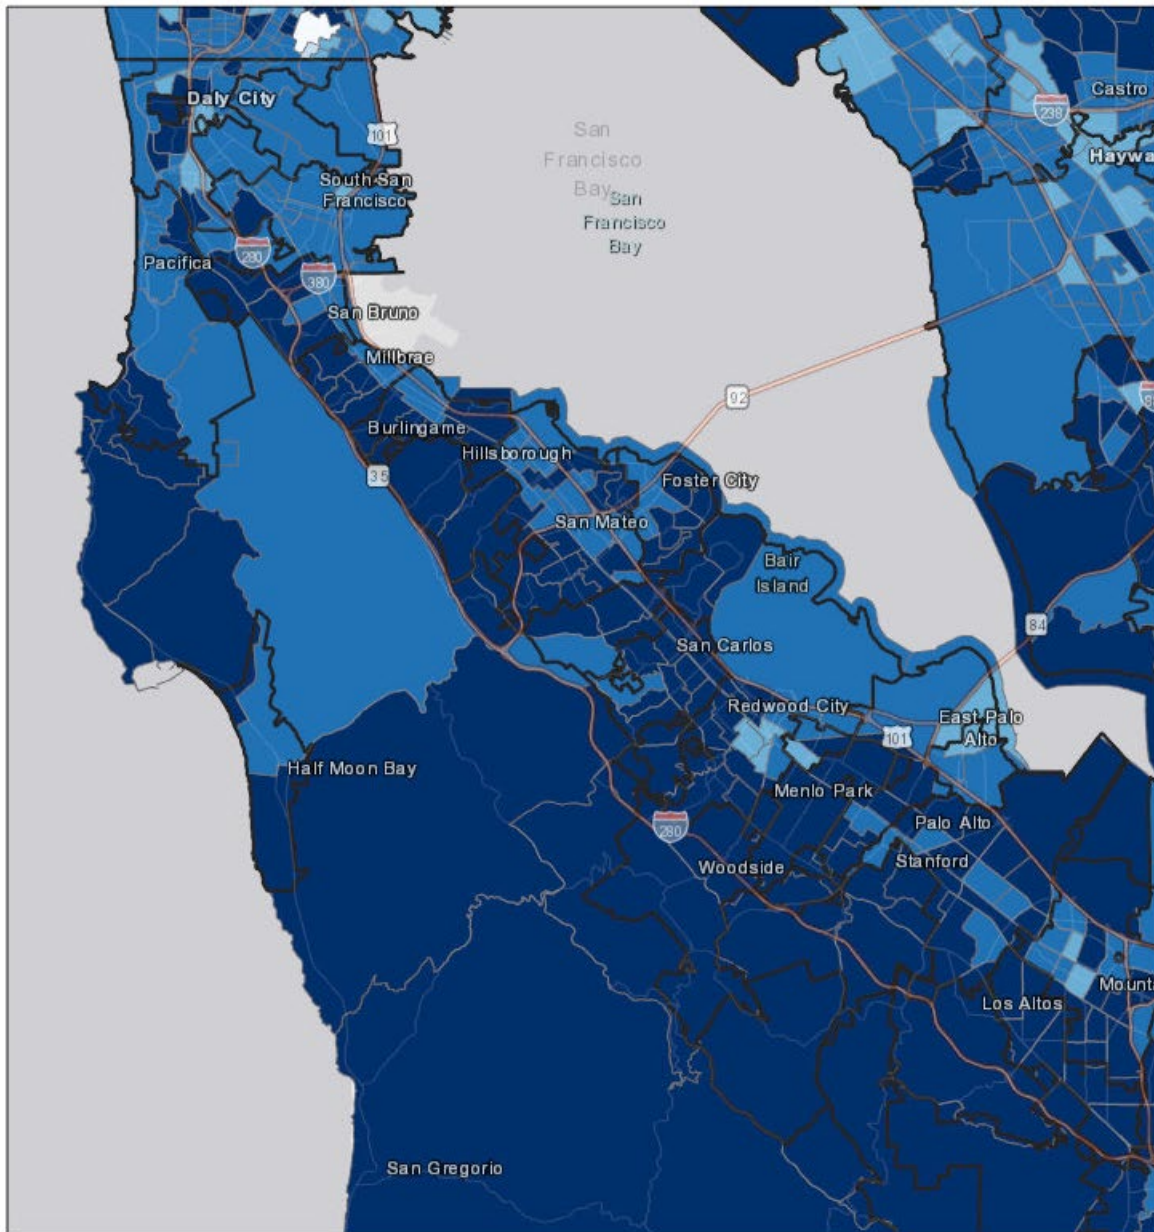 Castro
238
Daly City
101
San
Francisco
Bay
Haywa
South San
Francisco
San
Francisco
Bay
280
Pacifica
380
San Bruno
Millbrae
92
Burlingame
Hillsborough
35
Foster City
San Mateo
Bair
Island
84
San Carlos
Redwood City
East Palo
Alto
101
Half Moon Bay
Menlo Park
280
Palo Alto
Stanford
Woodside
Mounta
Los Altos
San Gregorio